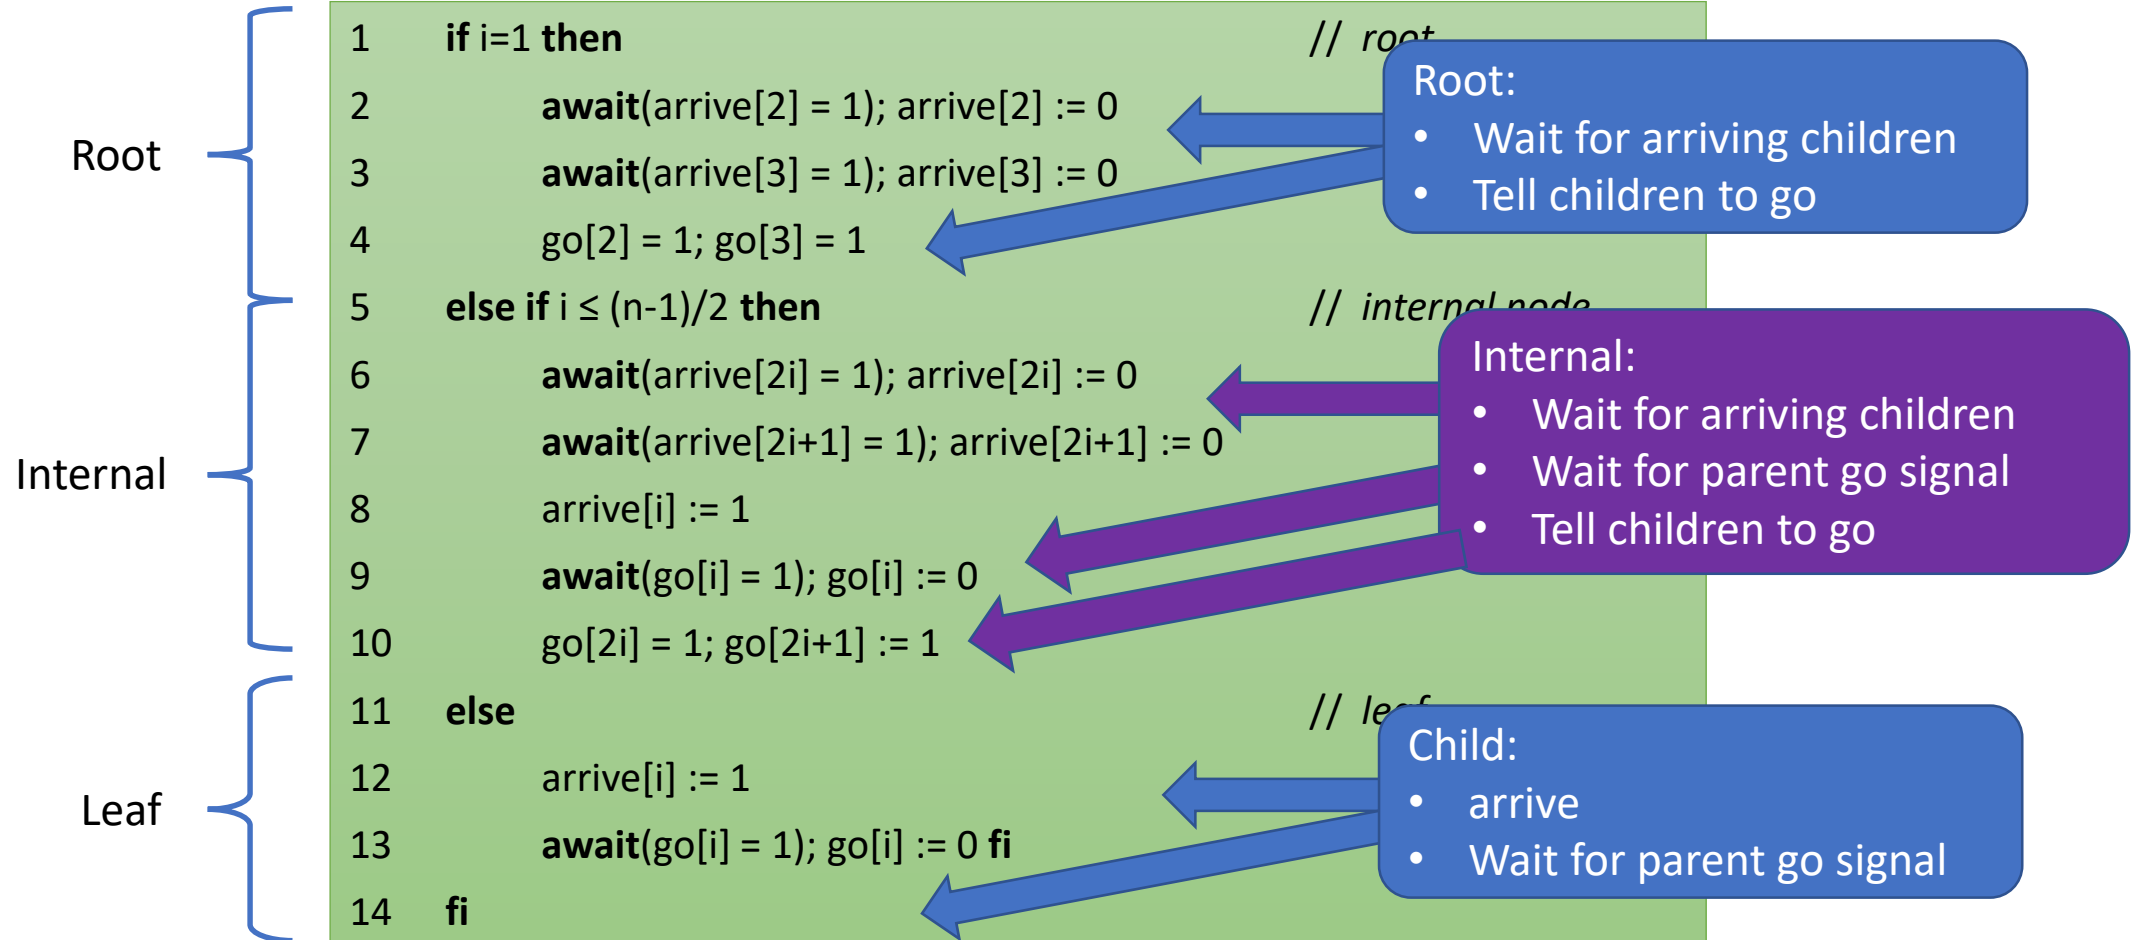 1 if i=1 then // root
2 await(arrive[2] = 1); arrive[2] := 0
3 await(arrive[3] = 1); arrive[3] := 0
4 go[2] = 1; go[3] = 1
5 else if i ≤ (n-1)/2 then // internal node
6 await(arrive[2i] = 1); arrive[2i] := 0
7 await(arrive[2i+1] = 1); arrive[2i+1] := 0
8 arrive[i] := 1
9 await(go[i] = 1); go[i] := 0
10 go[2i] = 1; go[2i+1] := 1
11 else // leaf
12 arrive[i] := 1
13 await(go[i] = 1); go[i] := 0 fi
14 fi
Root
Internal
Leaf
Root:
• Wait for arriving children
• Tell children to go
Internal:
• Wait for arriving children
• Wait for parent go signal
• Tell children to go
Child:
• arrive
• Wait for parent go signal